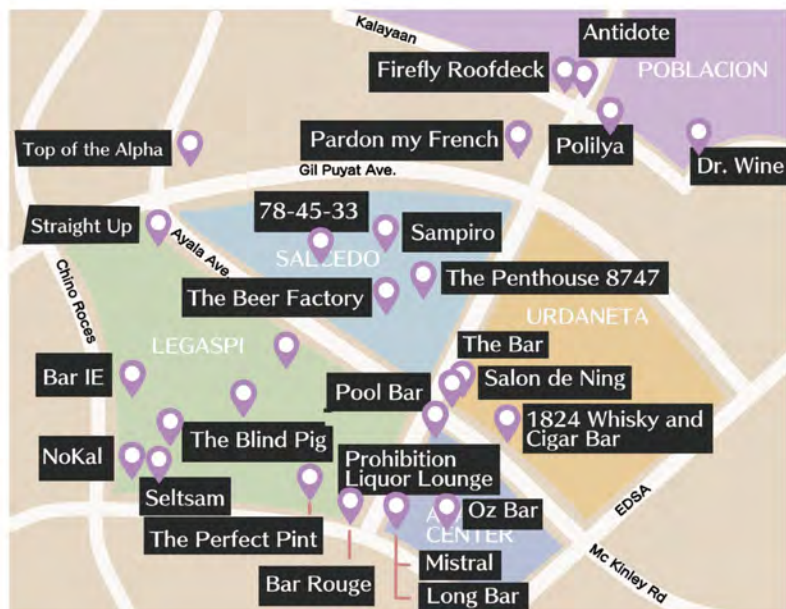 Kalayaan
Antidote
Firefly Roofdeck
POBLACION
Pardon my French
Polilya
Top of the Alpha
Dr. Wine
Gil Puyat Ave.
78-45-33
Straight Up
Ayala Ave.
SALCEDO
Sampiro
The Penthouse 8747
Chino Roces
The Beer Factory
URDANETA
LEGASPI
The Bar
Bar IE
Pool Bar
Salon de Ning
1824 Whisky and
Cigar Bar
The Blind Pig
NoKal
Prohibition
Liquor Lounge
Seltsam
EDSA
Oz Bar
The Perfect Pint
CENTER
Mc Kinley Rd
Mistral
Bar Rouge
Long Bar